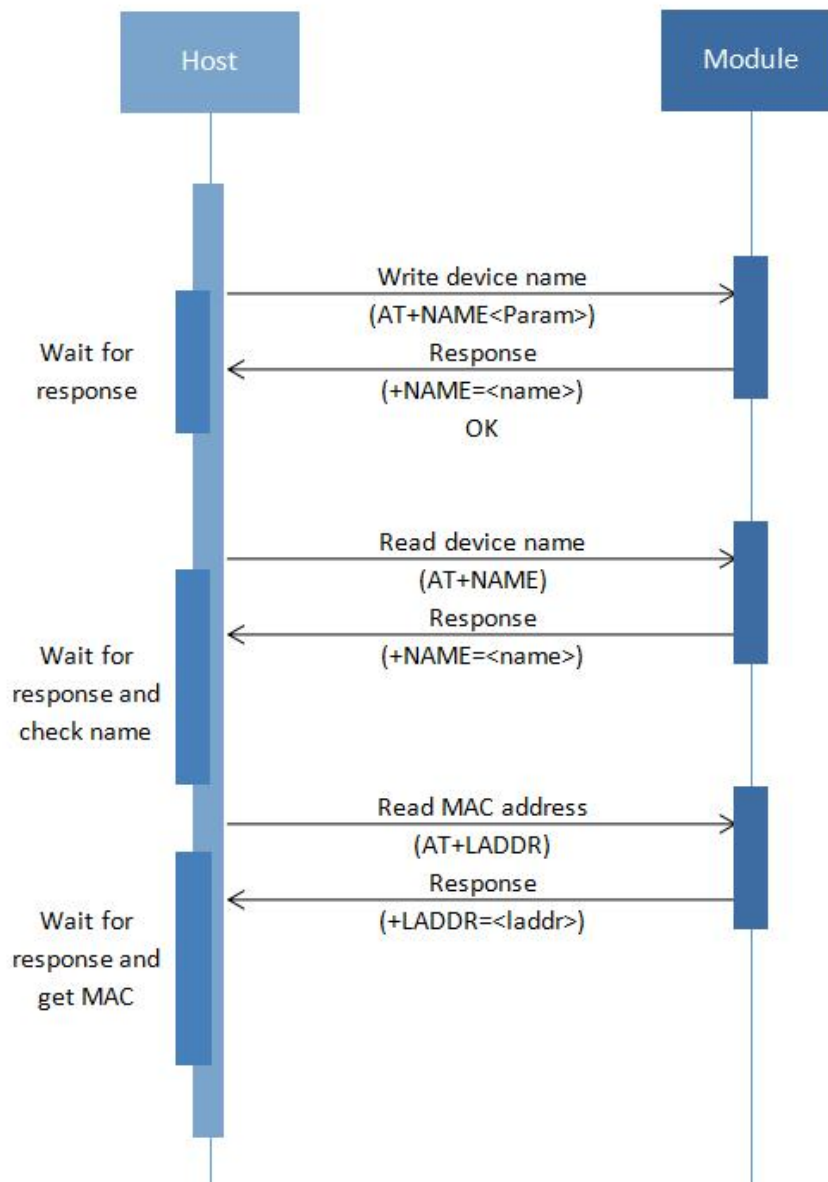 Host
Module
Write device name
(AT+NAME<Param>)
Wait for
response
Response
(+NAME=<name>)
OK
Read device name
(AT+NAME)
Response
(+NAME=<name>)
Wait for
response and
check name
Read MAC address
(AT+LADDR)
Response
(+LADDR=<laddr>)
Wait for
response and
get MAC